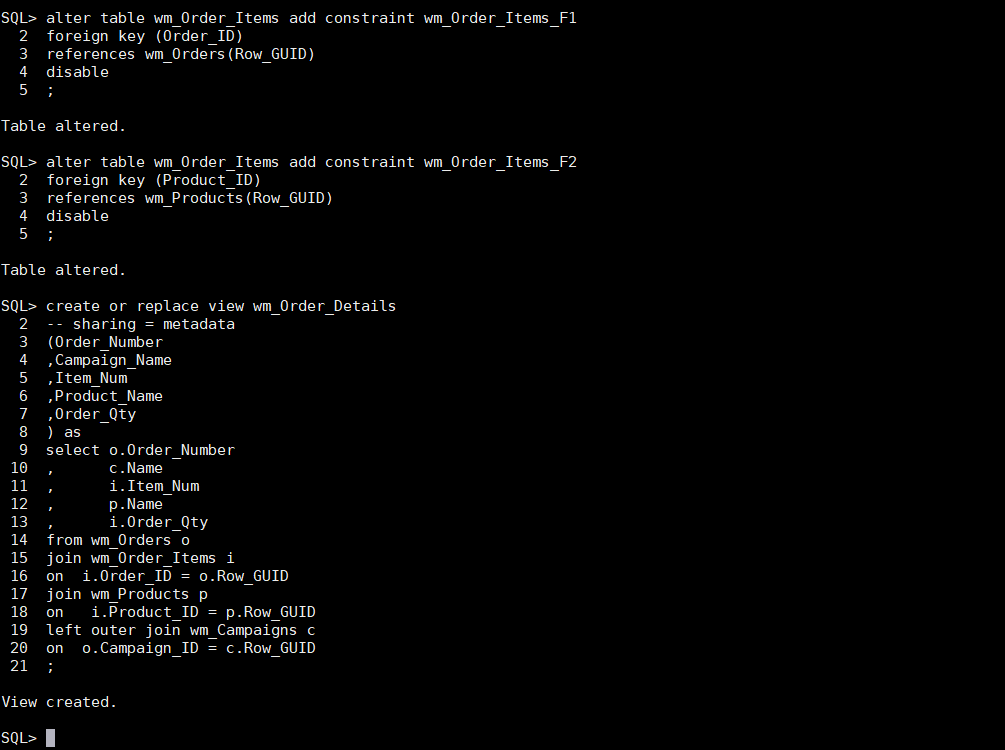 SQL> alter table wm_Order_Items add constraint wm_Order_Items_F1
  2  foreign key (Order_ID)
  3  references wm_Orders(Row_GUID)
  4  disable
  5  ;

Table altered.

SQL> alter table wm_Order_Items add constraint wm_Order_Items_F2
  2  foreign key (Product_ID)
  3  references wm_Products(Row_GUID)
  4  disable
  5  ;

Table altered.

SQL> create or replace view wm_Order_Details
  2  -- sharing = metadata
  3  (Order_Number
  4  ,Campaign_Name
  5  ,Item_Num
  6  ,Product_Name
  7  ,Order_Qty
  8  ) as
  9  select o.Order_Number
 10  ,      c.Name
 11  ,      i.Item_Num
 12  ,      p.Name
 13  ,      i.Order_Qty
 14  from wm_Orders o
 15  join wm_Order_Items i
 16  on  i.Order_ID = o.Row_GUID
 17  join wm_Products p
 18  on   i.Product_ID = p.Row_GUID
 19  left outer join wm_Campaigns c
 20  on  o.Campaign_ID = c.Row_GUID
 21  ;

View created.

SQL>